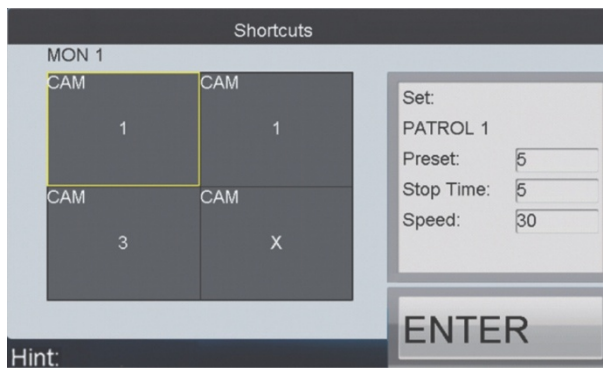 Shortcuts
MON 1
CAM
1
CAM
1
CAM
3
CAM
X
Set:
PATROL 1
Preset: 5
Stop Time: 5
Speed: 30
ENTER
Hint: